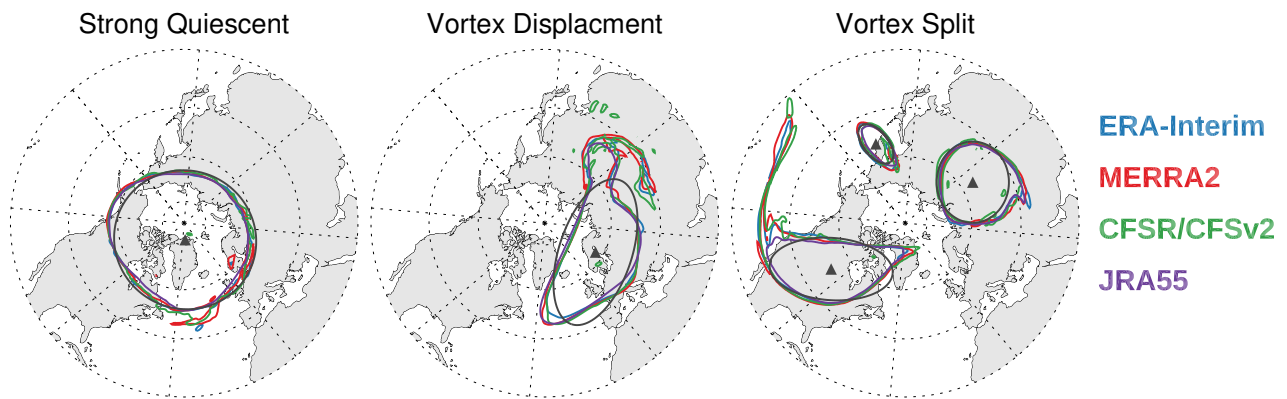 Strong Quiescent
Vortex Displacment
Vortex Split
ERA-Interim
MERRA2
CFSR/CFSv2
JRA55